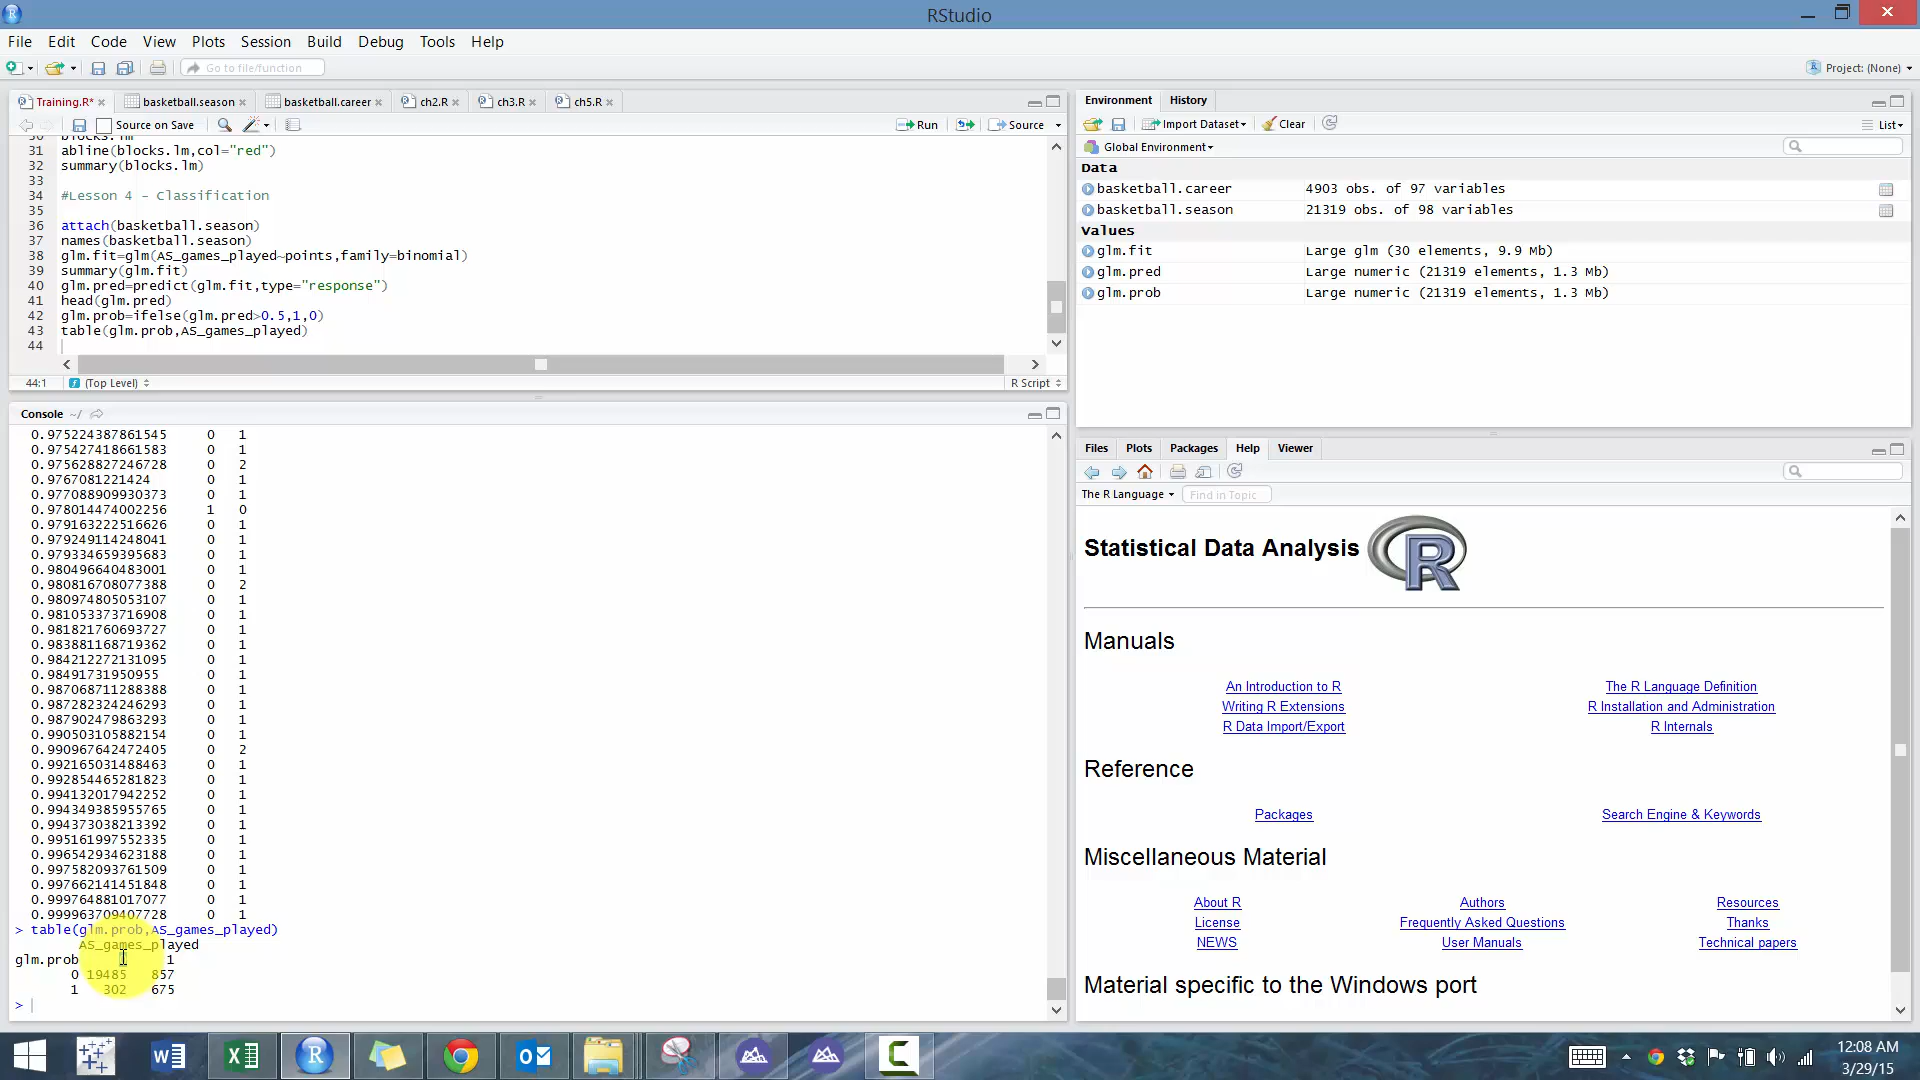 RStudio
File Edit Code View Plots Session Build Debug Tools Help
Go to file/function
Project: (None)
Training.R* basketball.season basketball.career ch2.R ch3.R ch5.R
Source on Save Run Source
31 abline(blocks.lm,col="red")
32 summary(blocks.lm)
33
34 #Lesson 4 - Classification
35
36 attach(basketball.season)
37 names(basketball.season)
38 glm.fit=glm(AS_games_played~points,family=binomial)
39 summary(glm.fit)
40 glm.pred=predict(glm.fit,type="response")
41 head(glm.pred)
42 glm.prob=ifelse(glm.pred>0.5,1,0)
43 table(glm.prob,AS_games_played)
44
44:1 (Top Level) R Script
Console ~/
0.975224387861545 0 1
0.975427418661583 0 1
0.975628827246728 0 2
0.9767081221424 0 1
0.977088909930373 0 1
0.978014474002256 1 0
0.979163222516626 0 1
0.979249114248041 0 1
0.979334659395683 0 1
0.980496640483001 0 1
0.980816708077388 0 2
0.980974805053107 0 1
0.981053373716908 0 1
0.981821760693727 0 1
0.983881168719362 0 1
0.984212272131095 0 1
0.98491731950955 0 1
0.987068711288388 0 1
0.987282324246293 0 1
0.987902479863293 0 1
0.990503105882154 0 1
0.990967642472405 0 2
0.992165031488463 0 1
0.992854465281823 0 1
0.994132017942252 0 1
0.994349385955765 0 1
0.994373038213392 0 1
0.995161997552335 0 1
0.996542934623188 0 1
0.997582093761509 0 1
0.997662141451848 0 1
0.999764881017077 0 1
0.999963709407728 0 1
> table(glm.prob,AS_games_played)
AS_games_played
glm.prob 1
0 19485 857
1 302 675
>
Environment History
Import Dataset Clear List
Global Environment
Data
basketball.career 4903 obs. of 97 variables
basketball.season 21319 obs. of 98 variables
Values
glm.fit Large glm (30 elements, 9.9 Mb)
glm.pred Large numeric (21319 elements, 1.3 Mb)
glm.prob Large numeric (21319 elements, 1.3 Mb)
Files Plots Packages Help Viewer
The R Language Find in Topic
Statistical Data Analysis R
Manuals
An Introduction to R The R Language Definition
Writing R Extensions R Installation and Administration
R Data Import/Export R Internals
Reference
Packages Search Engine & Keywords
Miscellaneous Material
About R Authors Resources
License Frequently Asked Questions Thanks
NEWS User Manuals Technical papers
Material specific to the Windows port
12:08 AM
3/29/15